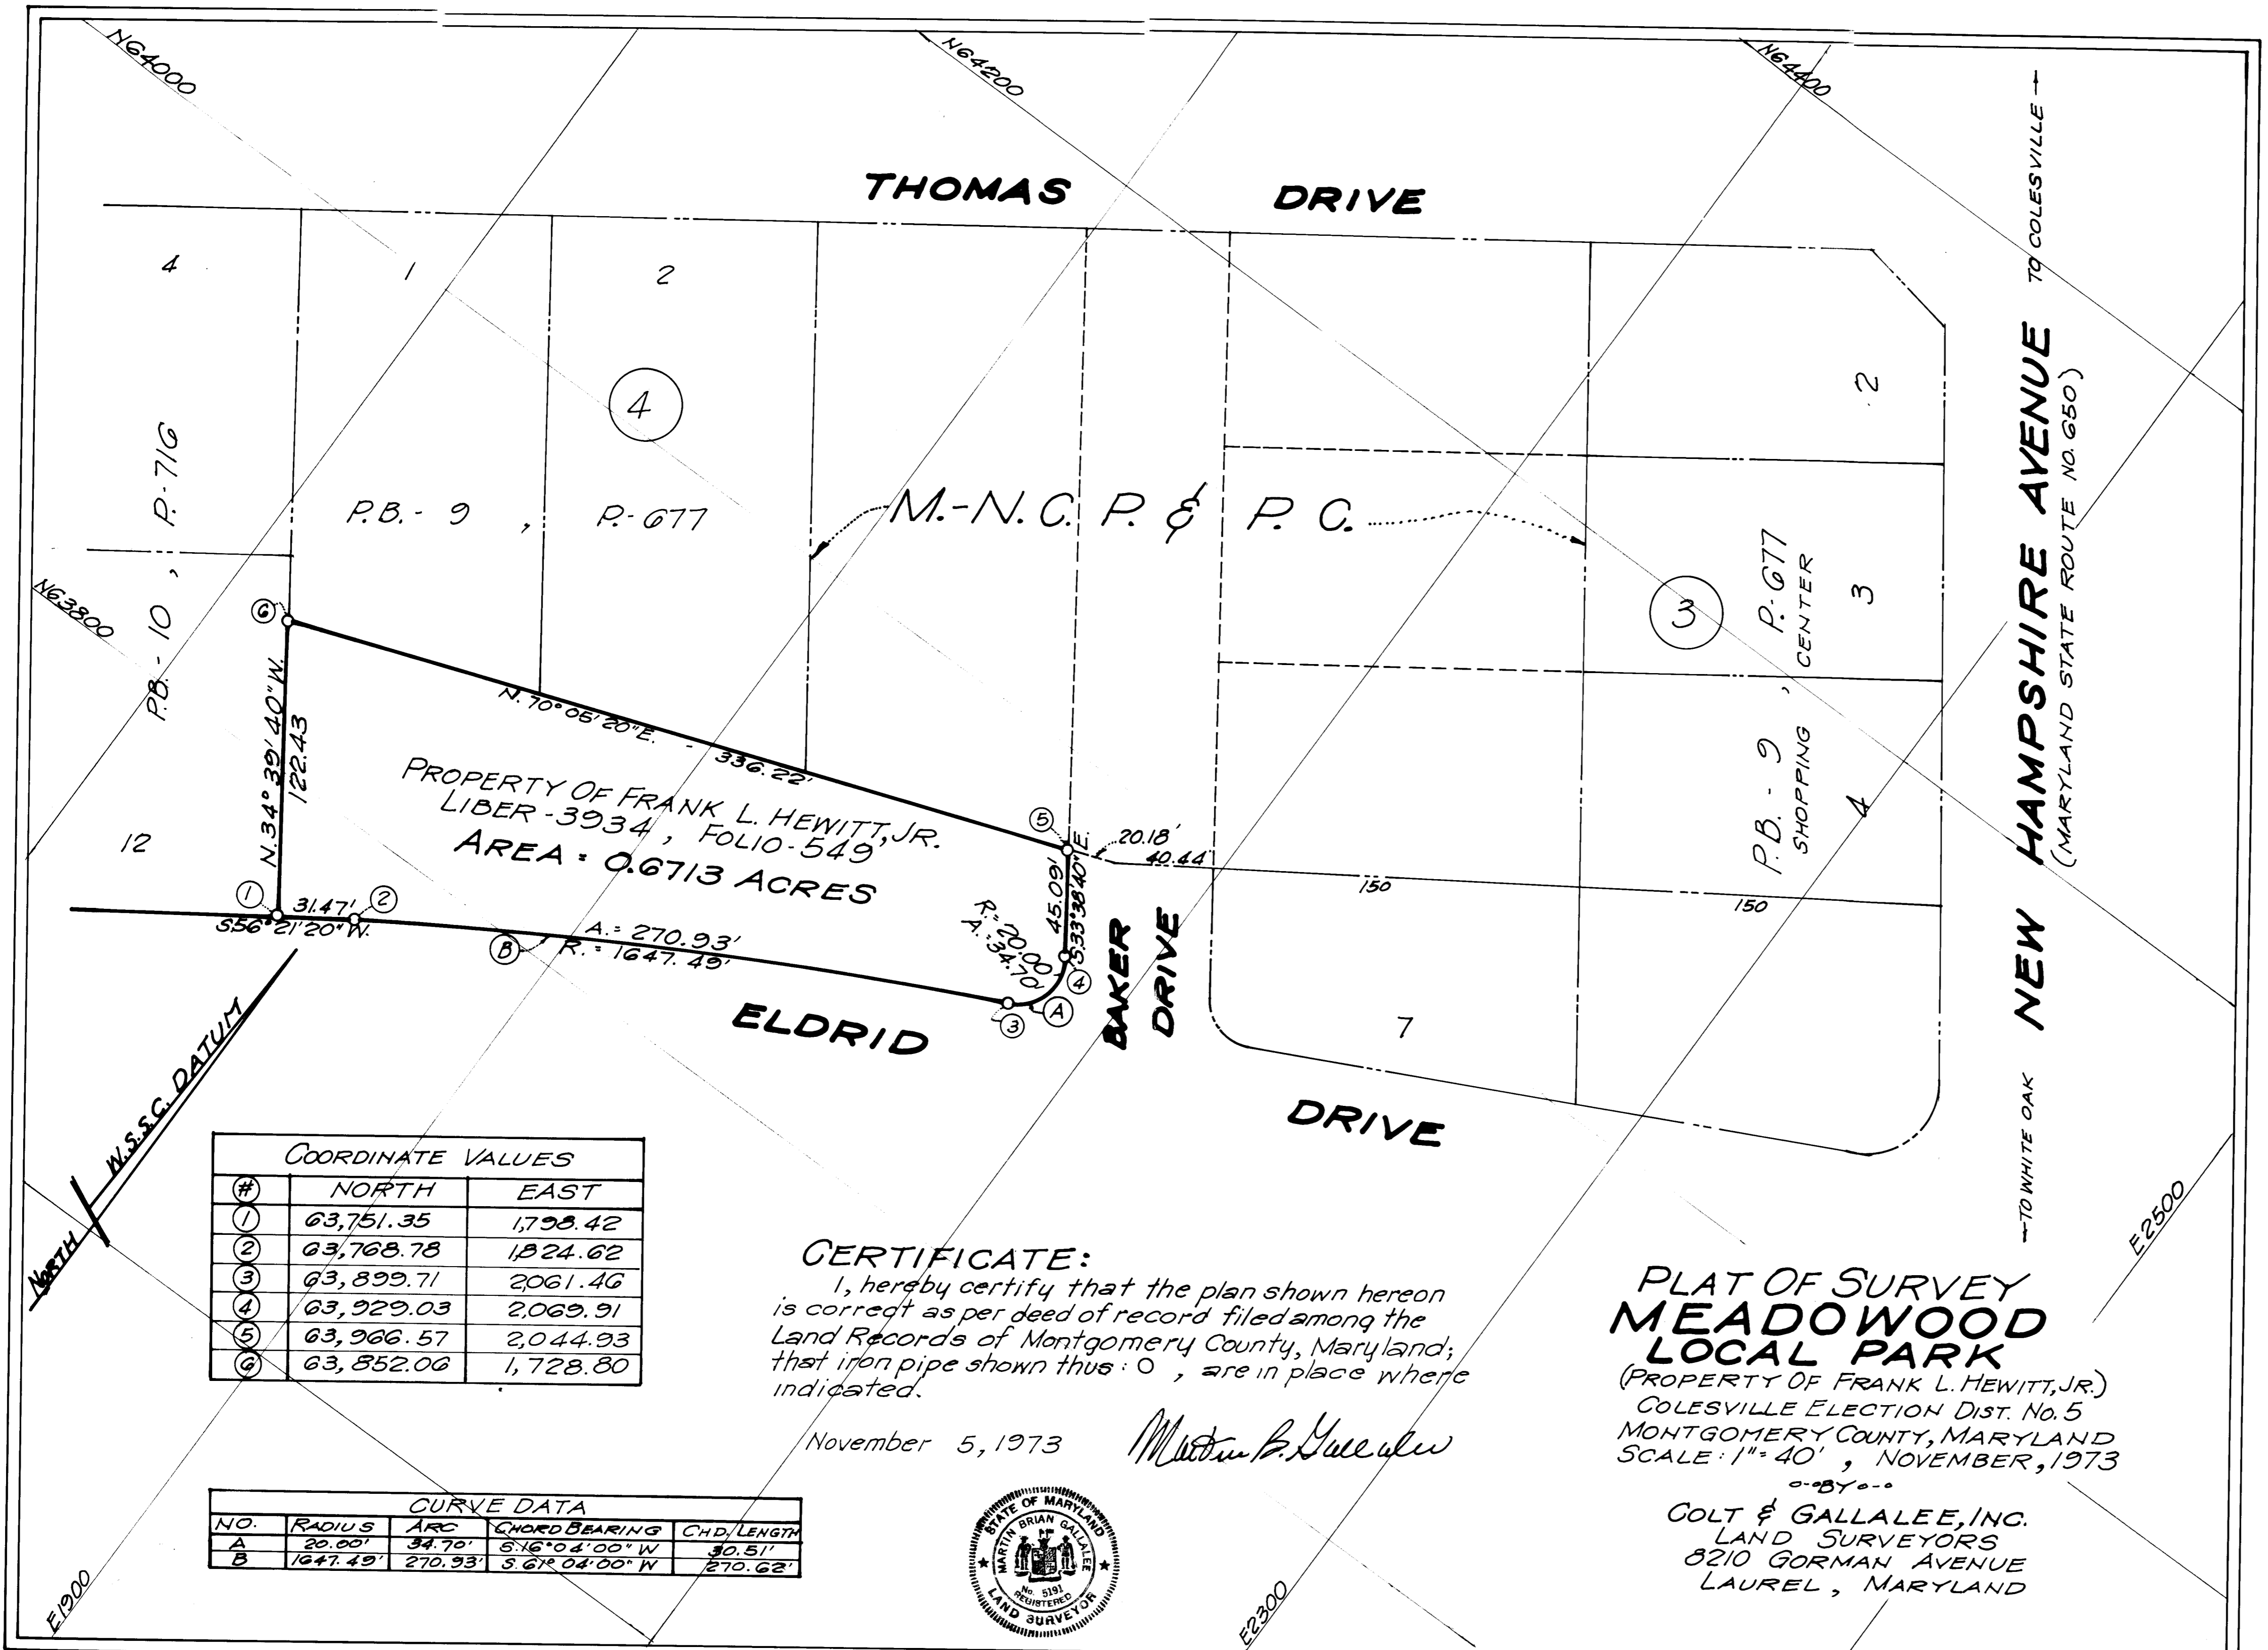 N64000
N64200
N64400
TO COLESVILLE
THOMAS DRIVE
4
1
2
4
2
NEW HAMPSHIRE AVENUE
(MARYLAND STATE ROUTE NO. 650)
P.B. - 10 , P.-716
P.B. - 9 , P.-677
M.-N.C. P. & P. C.
N63800
6
3
P.B. - 9 , P.-677
SHOPPING CENTER
3
N. 70° 05' 20" E. - 336.22'
N. 34° 39' 40" W.
122.43
PROPERTY OF FRANK L. HEWITT, JR.
LIBER - 3934 , FOLIO - 549
AREA = 0.6713 ACRES
5
20.18'
40.44'
4
12
150
150
45.09'
S. 33° 38' 40" E.
1
31.47'
2
S 56° 21' 20" W.
R. = 20.00'
A. = 34.70'
B
A. = 270.93'
R. = 1647.49'
4
3
A
BAKER
DRIVE
7
ELDRID DRIVE
TO WHITE OAK
NORTH W.S.S.C. DATUM
COORDINATE VALUES
# NORTH EAST
1 63,751.35 1,798.42
2 63,768.78 1,824.62
3 63,899.71 2061.46
4 63,929.03 2,069.91
5 63,966.57 2,044.93
6 63,852.06 1,728.80
CERTIFICATE:
I, hereby certify that the plan shown hereon
is correct as per deed of record filed among the
Land Records of Montgomery County, Maryland;
that iron pipe shown thus: O , are in place where
indicated.
November 5, 1973 Martin B. Gallalee
E2500
PLAT OF SURVEY
MEADOWOOD
LOCAL PARK
(PROPERTY OF FRANK L. HEWITT, JR.)
COLESVILLE ELECTION DIST. No. 5
MONTGOMERY COUNTY, MARYLAND
SCALE: 1" = 40' , NOVEMBER, 1973
BY
COLT & GALLALEE, INC.
LAND SURVEYORS
8210 GORMAN AVENUE
LAUREL, MARYLAND
CURVE DATA
NO. RADIUS ARC CHORD BEARING CHD. LENGTH
A 20.00' 34.70' S. 16° 04' 00" W 30.51'
B 1647.49' 270.93' S. 61° 04' 00" W 270.62'
STATE OF MARYLAND
MARTIN BRIAN GALLALEE
No. 5191
REGISTERED
LAND SURVEYOR
E1900
E2300